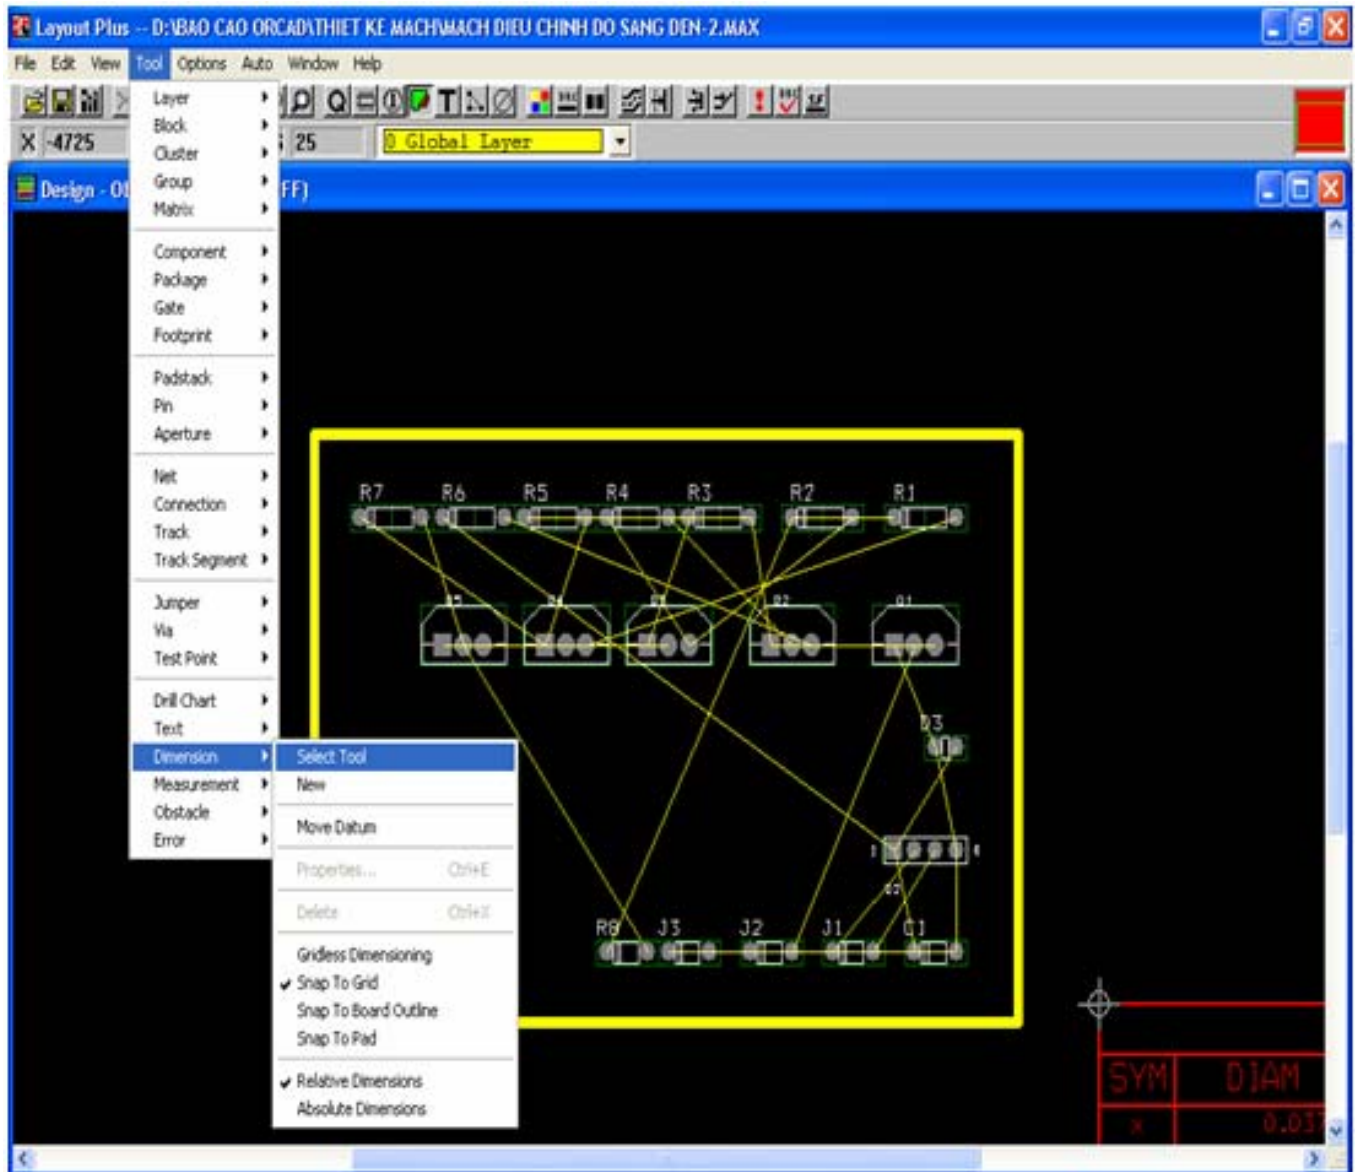 Layout Plus -- D:\BAO CAO ORCAD\THIET KE MACH\MACH DIEU CHINH DO SANG DEN-2.MAX
File Edit View Tool Options Auto Window Help
X -4725
25
0 Global Layer
Design - 
FF)
Layer
Block
Cluster
Group
Matrix
Component
Package
Gate
Footprint
Padstack
Pin
Aperture
Net
Connection
Track
Track Segment
Jumper
Via
Test Point
Drill Chart
Text
Dimension
Measurement
Obstacle
Error
Select Tool
New
Move Datum
Properties... Ctrl+E
Delete Ctrl+X
Gridless Dimensioning
Snap To Grid
Snap To Board Outline
Snap To Pad
Relative Dimensions
Absolute Dimensions
R7 R6 R5 R4 R3 R2 R1
D3
R8 J3 J2 J1 C1
SYM DIAM
x 0.037